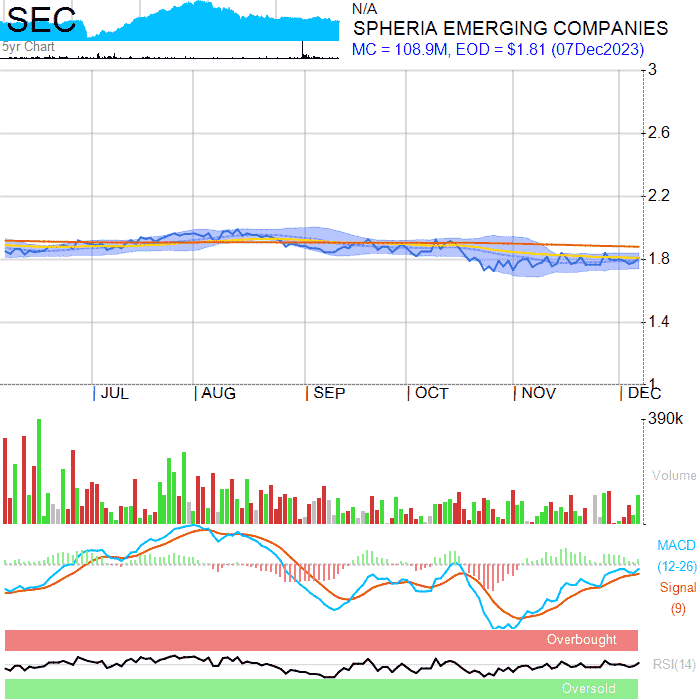 SEC
N/A
SPHERIA EMERGING COMPANIES
5yr Chart
MC = 108.9M, EOD = $1.81 (07Dec2023)
3
2.6
2.2
1.8
1.4
1
JUL AUG SEP OCT NOV DEC
390k
Volume
MACD
(12-26)
Signal
(9)
Overbought
RSI(14)
Oversold